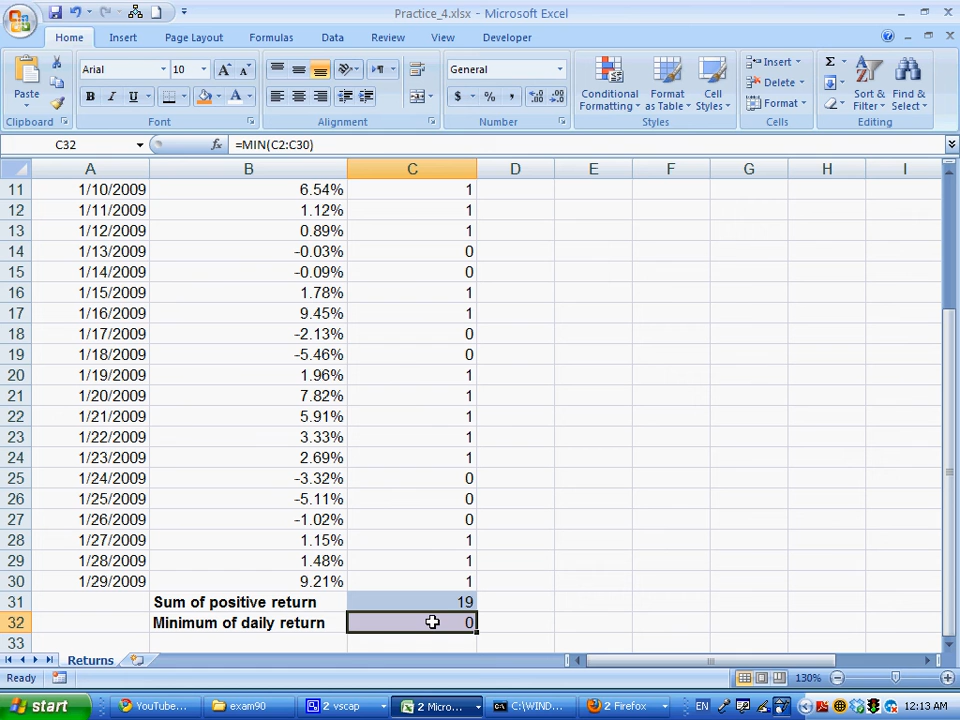 Practice_4.xlsx - Microsoft Excel
Home Insert Page Layout Formulas Data Review View Developer
Paste
Arial 10
B I U
General
$ % ,
Conditional Formatting
Format as Table
Cell Styles
Insert
Delete
Format
Σ
Sort & Filter
Find & Select
Clipboard Font Alignment Number Styles Cells Editing
C32 fx =MIN(C2:C30)
A B C D E F G H I
11 1/10/2009 6.54% 1
12 1/11/2009 1.12% 1
13 1/12/2009 0.89% 1
14 1/13/2009 -0.03% 0
15 1/14/2009 -0.09% 0
16 1/15/2009 1.78% 1
17 1/16/2009 9.45% 1
18 1/17/2009 -2.13% 0
19 1/18/2009 -5.46% 0
20 1/19/2009 1.96% 1
21 1/20/2009 7.82% 1
22 1/21/2009 5.91% 1
23 1/22/2009 3.33% 1
24 1/23/2009 2.69% 1
25 1/24/2009 -3.32% 0
26 1/25/2009 -5.11% 0
27 1/26/2009 -1.02% 0
28 1/27/2009 1.15% 1
29 1/28/2009 1.48% 1
30 1/29/2009 9.21% 1
31 Sum of positive return 19
32 Minimum of daily return 0
33
Returns
Ready 130%
start YouTube... exam90 2 vscap 2 Micro... C:\WIND... 2 Firefox EN 12:13 AM